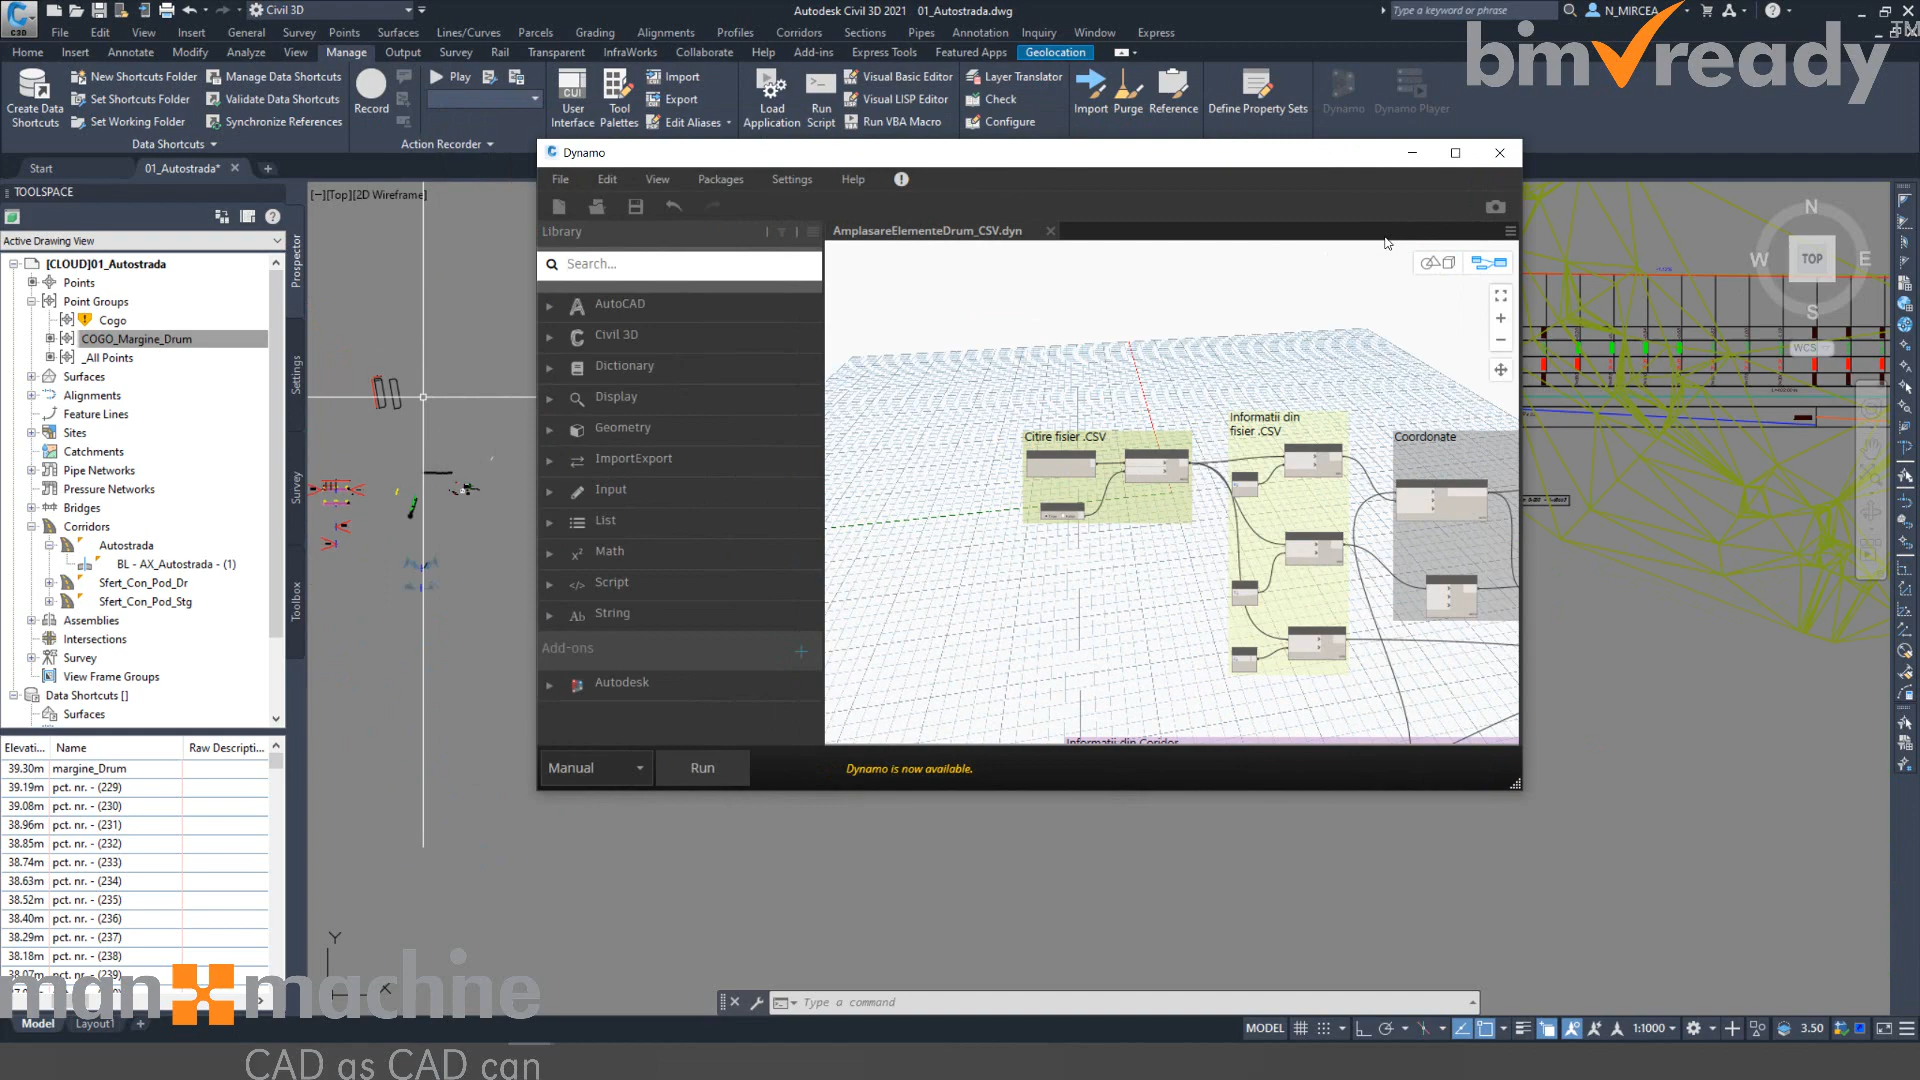 Civil 3D
Autodesk Civil 3D 2021 01_Autostrada.dwg
Type a keyword or phrase
N_MIRCEA
File Edit View Insert General Survey Points Surfaces Lines/Curves Parcels Grading Alignments Profiles Corridors Sections Pipes Annotation Inquiry Window Express
Home Insert Annotate Modify Analyze View Manage Output Survey Rail Transparent InfraWorks Collaborate Help Add-ins Express Tools Featured Apps Geolocation
bim ready
Create Data Shortcuts
New Shortcuts Folder
Set Shortcuts Folder
Set Working Folder
Manage Data Shortcuts
Validate Data Shortcuts
Synchronize References
Data Shortcuts
Record
Play
Action Recorder
CUI
User Interface
Tool Palettes
Import
Export
Edit Aliases
Load Application
Run Script
Visual Basic Editor
Visual LISP Editor
Run VBA Macro
Layer Translator
Check
Configure
Import
Purge
Reference
Define Property Sets
Dynamo
Dynamo Player
Start
01_Autostrada*
TOOLSPACE
Active Drawing View
[CLOUD]01_Autostrada
Points
Point Groups
Cogo
COGO_Margine_Drum
_All Points
Surfaces
Alignments
Feature Lines
Sites
Catchments
Pipe Networks
Pressure Networks
Bridges
Corridors
Autostrada
BL - AX_Autostrada - (1)
Sfert_Con_Pod_Dr
Sfert_Con_Pod_Stg
Assemblies
Intersections
Survey
View Frame Groups
Data Shortcuts []
Surfaces
Prospector
Settings
Survey
Toolbox
Elevati... Name Raw Descripti...
39.30m margine_Drum
39.19m pct. nr. - (229)
39.08m pct. nr. - (230)
38.96m pct. nr. - (231)
38.85m pct. nr. - (232)
38.74m pct. nr. - (233)
38.63m pct. nr. - (234)
38.52m pct. nr. - (235)
38.40m pct. nr. - (236)
38.29m pct. nr. - (237)
38.18m pct. nr. - (238)
38.07m pct. nr. - (239)
[−][Top][2D Wireframe]
Dynamo
File Edit View Packages Settings Help
Library
AmplasareElementeDrum_CSV.dyn
Search...
AutoCAD
Civil 3D
Dictionary
Display
Geometry
ImportExport
Input
List
Math
Script
String
Add-ons
Autodesk
Citire fisier .CSV
Informatii din
fisier .CSV
Coordonate
Informatii din Coridor
Manual
Run
Dynamo is now available.
N
W TOP E
S
WCS
Y
X
man machine
CAD as CAD can
Type a command
Model Layout1
MODEL 1:1000 3.50